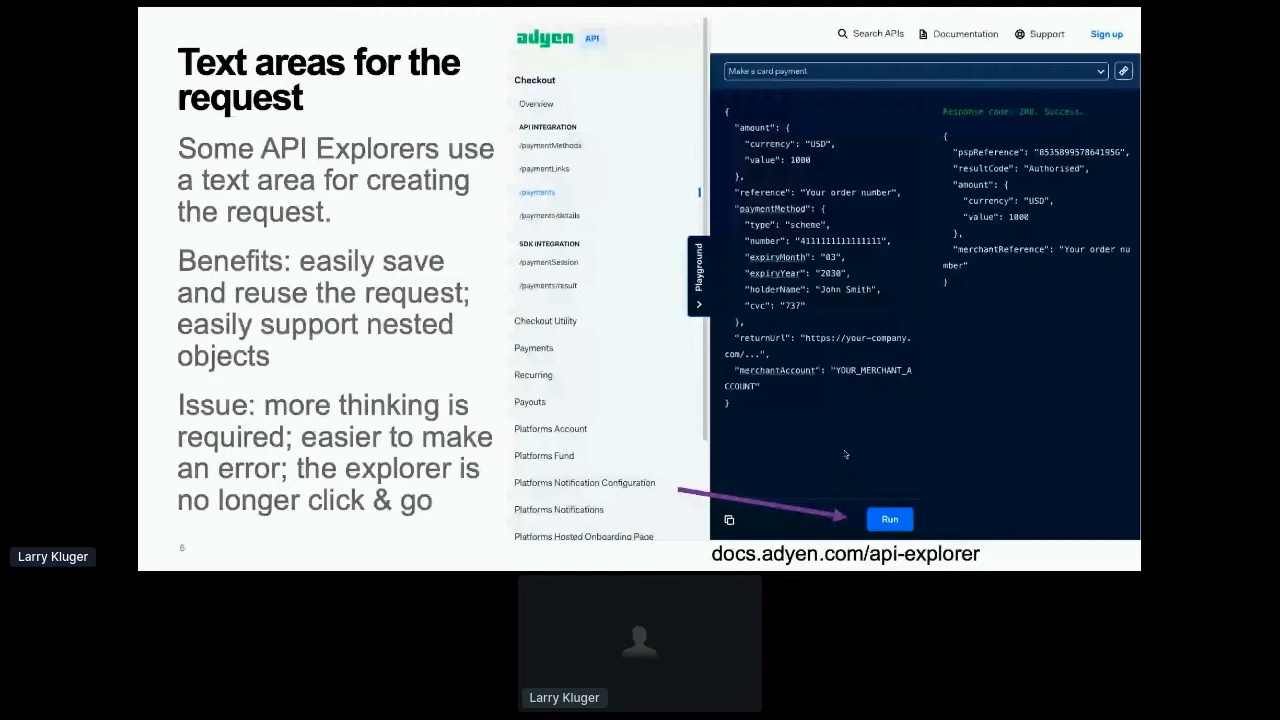 Text areas for the
request
Some API Explorers use
a text area for creating
the request.
Benefits: easily save
and reuse the request;
easily support nested
objects
Issue: more thinking is
required; easier to make
an error; the explorer is
no longer click & go
6
adyen API
Checkout
Overview
API INTEGRATION
/paymentMethods
/paymentLinks
/payments
/payments/details
SDK INTEGRATION
/paymentSession
/payments/result
Checkout Utility
Payments
Recurring
Payouts
Platforms Account
Platforms Fund
Platforms Notification Configuration
Platforms Notifications
Platforms Hosted Onboarding Page
Search APIs Documentation Support Sign up
Make a card payment
Playground
{
"amount": {
"currency": "USD",
"value": 1000
},
"reference": "Your order number",
"paymentMethod": {
"type": "scheme",
"number": "4111111111111111",
"expiryMonth": "03",
"expiryYear": "2030",
"holderName": "John Smith",
"cvc": "737"
},
"returnUrl": "https://your-company.
com/...",
"merchantAccount": "YOUR_MERCHANT_A
CCOUNT"
}
Run
Response code: 200. Success.
{
"pspReference": "853589957864195G",
"resultCode": "Authorised",
"amount": {
"currency": "USD",
"value": 1000
},
"merchantReference": "Your order nu
mber"
}
docs.adyen.com/api-explorer
Larry Kluger
Larry Kluger